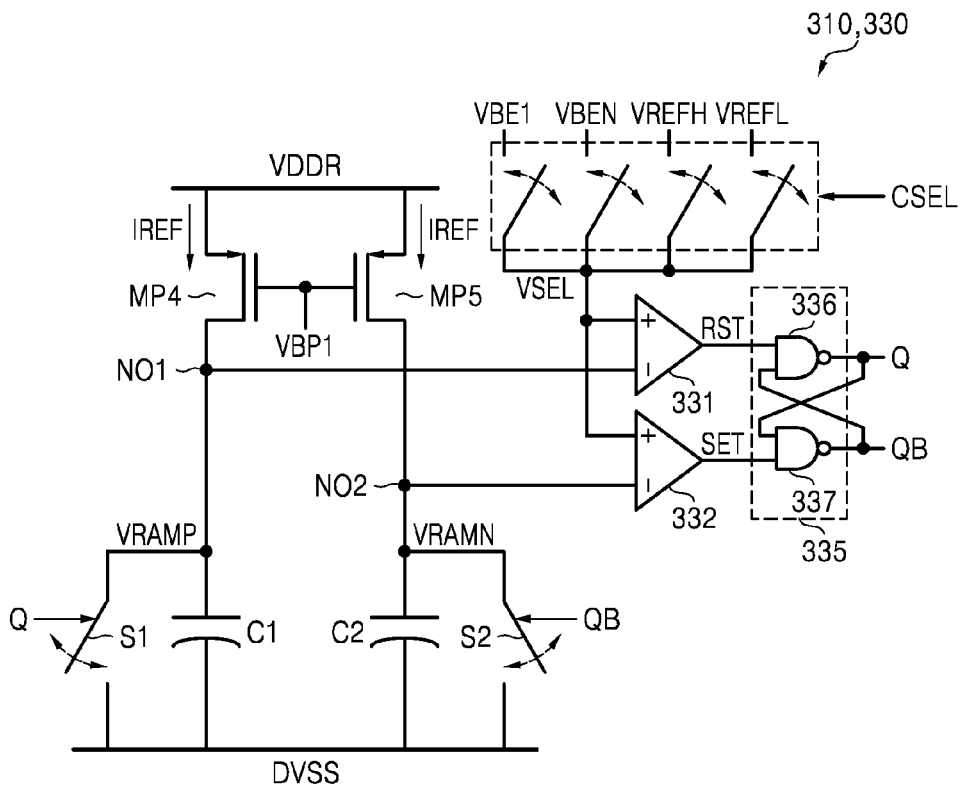 310,330
VBE1 VBEN VREFH VREFL
VDDR
CSEL
IREF IREF
MP4 MP5
VSEL
336
VBP1
RST
Q
NO1
331
SET
QB
NO2
332
337
335
VRAMP VRAMN
Q S1 C1 C2 S2 QB
DVSS
+
-
+
-